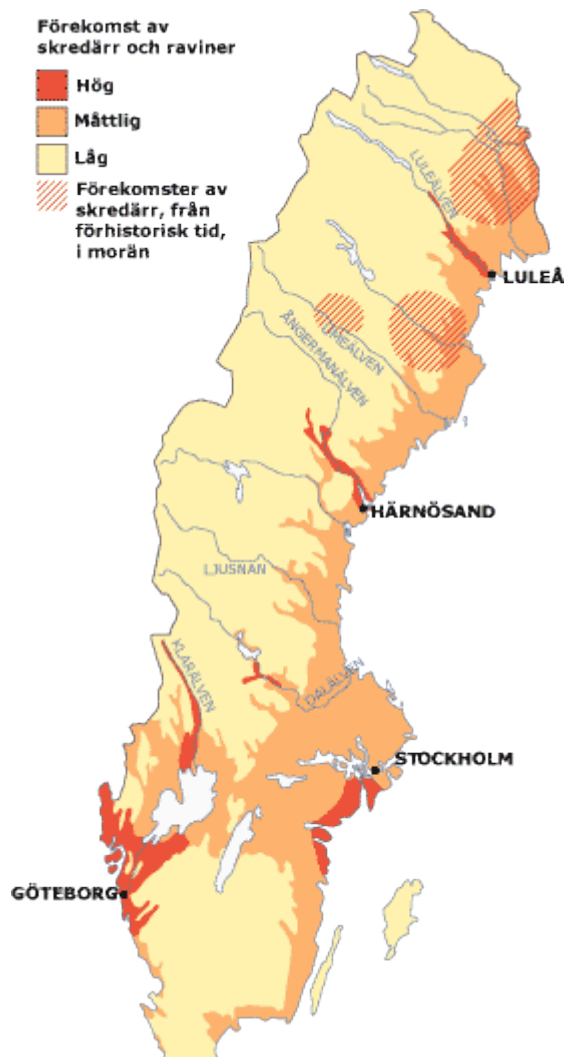 Förekomst av
skredärr och raviner
Hög
Måttlig
Låg
Förekomster av
skredärr, från
förhistorisk tid,
i morän
LULEÄLVEN
LULEÅ
UMEÄLVEN
ÅNGERMANÄLVEN
HÄRNÖSAND
LJUSNAN
KLARÄLVEN
DALÄLVEN
STOCKHOLM
GÖTEBORG